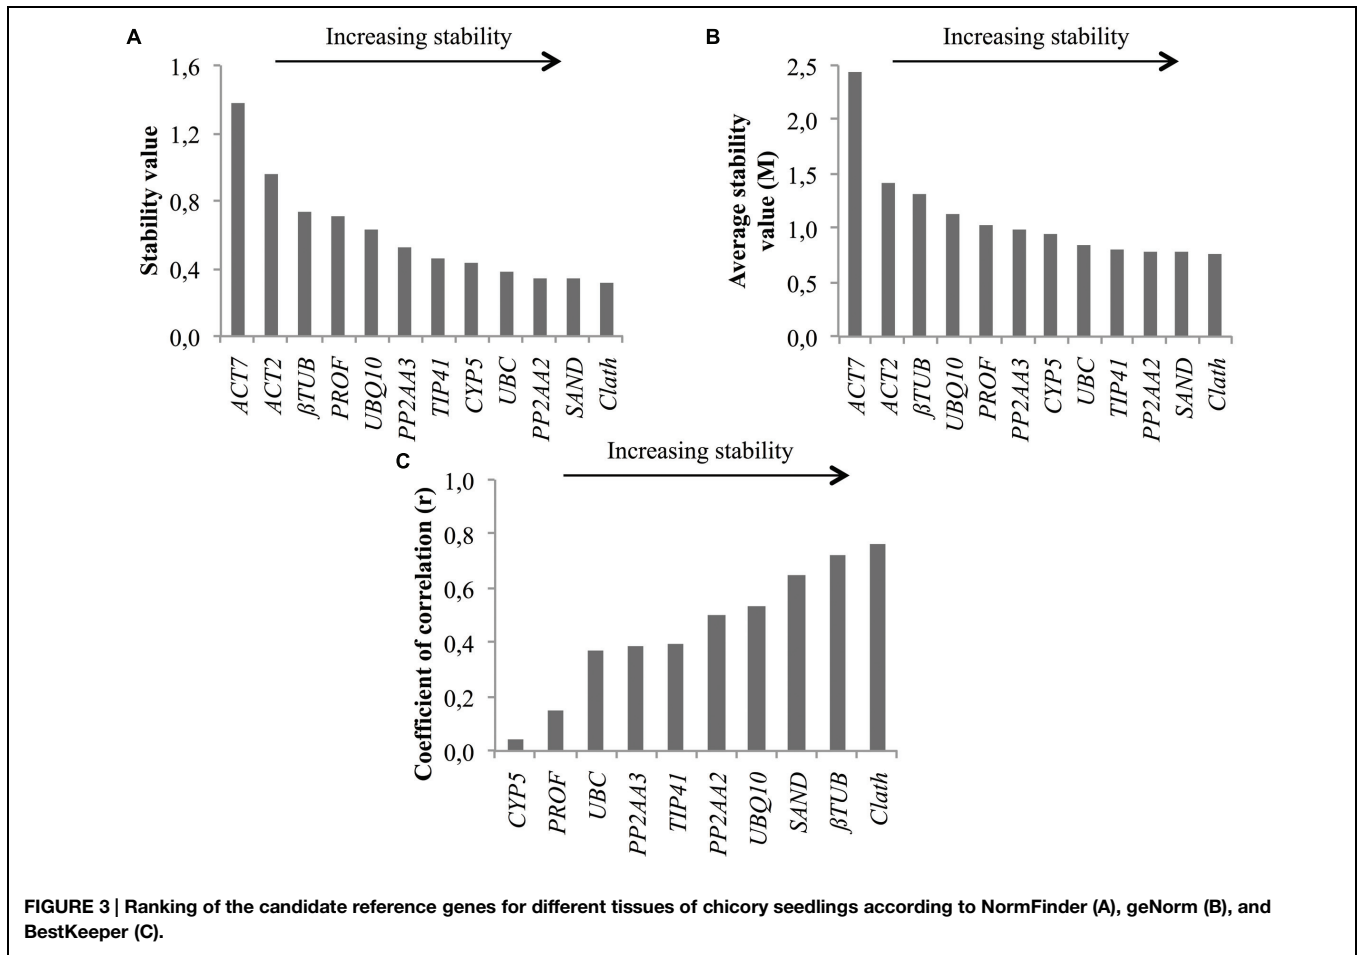 A
Increasing stability
Stability value
1,6
1,2
0,8
0,4
0,0
ACT7
ACT2
βTUB
PROF
UBQ10
PP2AA3
TIP41
CYP5
UBC
PP2AA2
SAND
Clath
B
Increasing stability
Average stability
value (M)
2,5
2,0
1,5
1,0
0,5
0,0
ACT7
ACT2
βTUB
UBQ10
PROF
PP2AA3
CYP5
UBC
TIP41
PP2AA2
SAND
Clath
C
Increasing stability
Coefficient of correlation (r)
1,0
0,8
0,6
0,4
0,2
0,0
CYP5
PROF
UBC
PP2AA3
TIP41
PP2AA2
UBQ10
SAND
βTUB
Clath
FIGURE 3 | Ranking of the candidate reference genes for different tissues of chicory seedlings according to NormFinder (A), geNorm (B), and
BestKeeper (C).